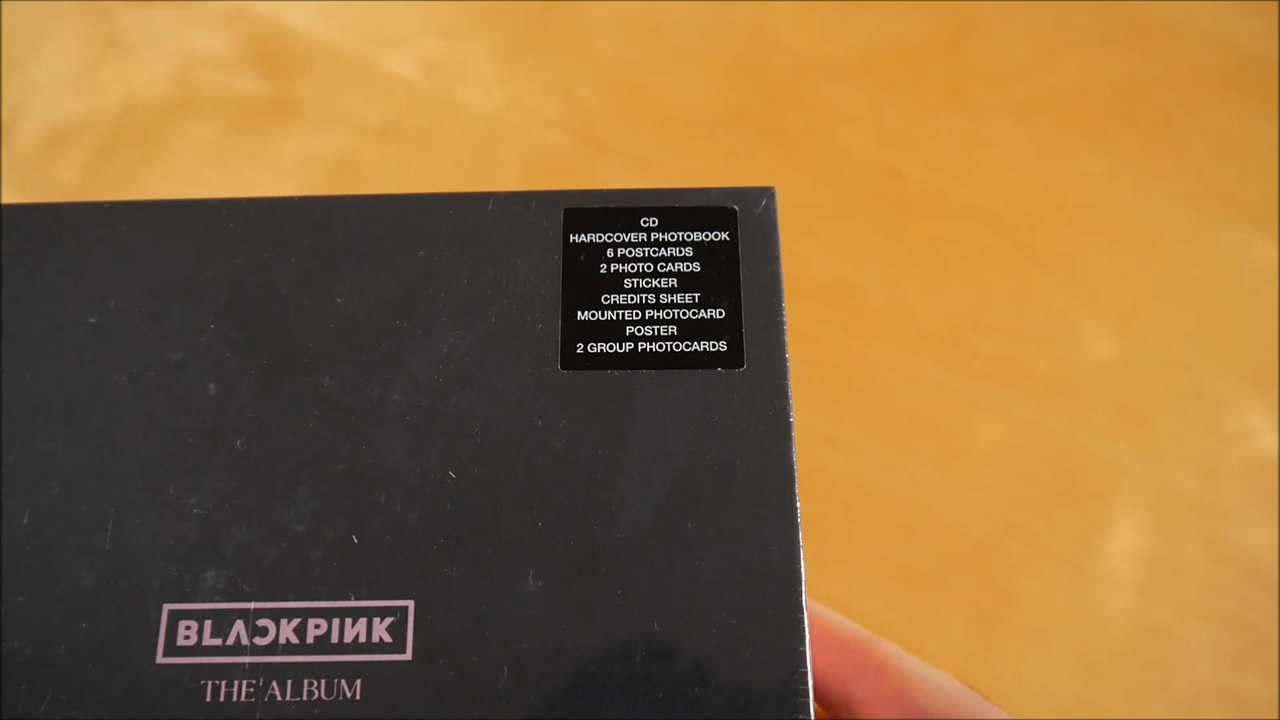 CD
HARDCOVER PHOTOBOOK
6 POSTCARDS
2 PHOTO CARDS
STICKER
CREDITS SHEET
MOUNTED PHOTOCARD
POSTER
2 GROUP PHOTOCARDS
BLACKPINK
THE ALBUM